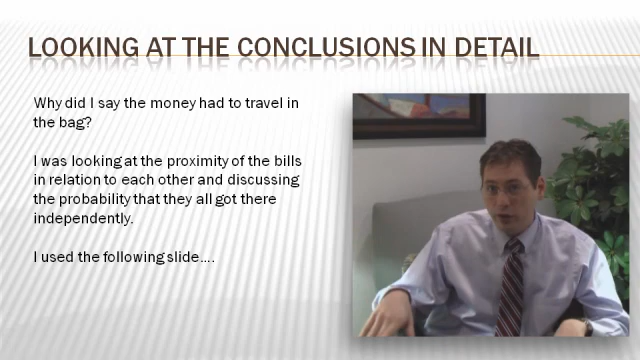 LOOKING AT THE CONCLUSIONS IN DETAIL
Why did I say the money had to travel in
the bag?
I was looking at the proximity of the bills
in relation to each other and discussing
the probability that they all got there
independently.
I used the following slide....